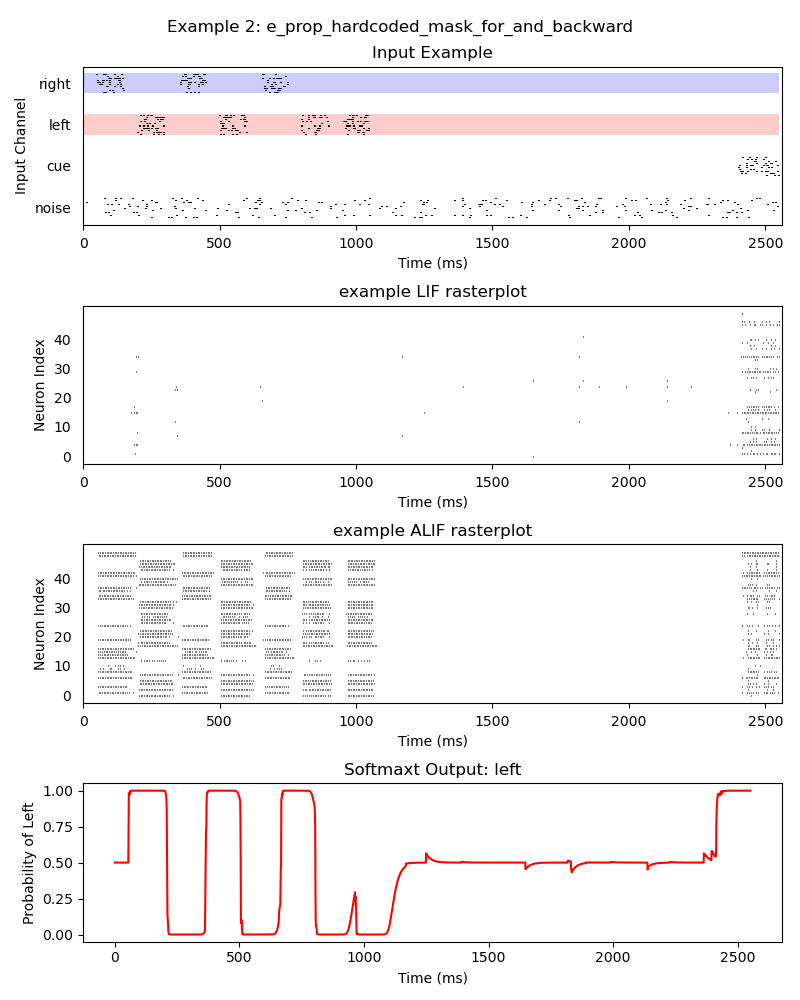 Example 2: e_prop_hardcoded_mask_for_and_backward
Input Example
Input Channel
right
left
cue
noise
0 500 1000 1500 2000 2500
Time (ms)
example LIF rasterplot
Neuron Index
40
30
20
10
0
0 500 1000 1500 2000 2500
Time (ms)
example ALIF rasterplot
Neuron Index
40
30
20
10
0
0 500 1000 1500 2000 2500
Time (ms)
Softmaxt Output: left
Probability of Left
1.00
0.75
0.50
0.25
0.00
0 500 1000 1500 2000 2500
Time (ms)